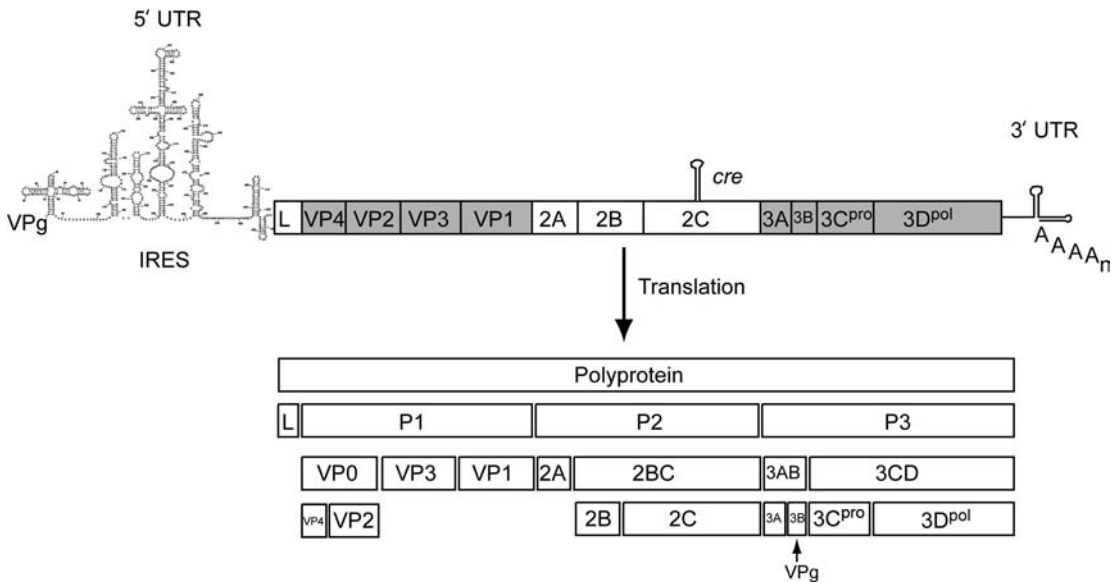 5' UTR
3' UTR
cre
VPg
IRES
L VP4 VP2 VP3 VP1 2A 2B 2C 3A 3B 3Cpro 3Dpol
A A A A n
Translation
Polyprotein
L P1 P2 P3
VP0 VP3 VP1 2A 2BC 3AB 3CD
VP4 VP2 2B 2C 3A 3B 3Cpro 3Dpol
VPg